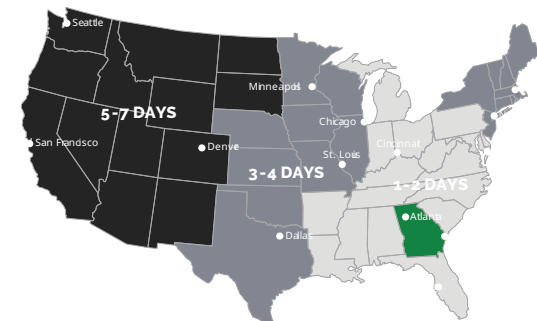 Seattle
Minneapolis
5-7 DAYS
Chicago
San Francisco
Denver
Cincinnat
St. Louis
3-4 DAYS
1-2 DAYS
Atlanta
Dallas